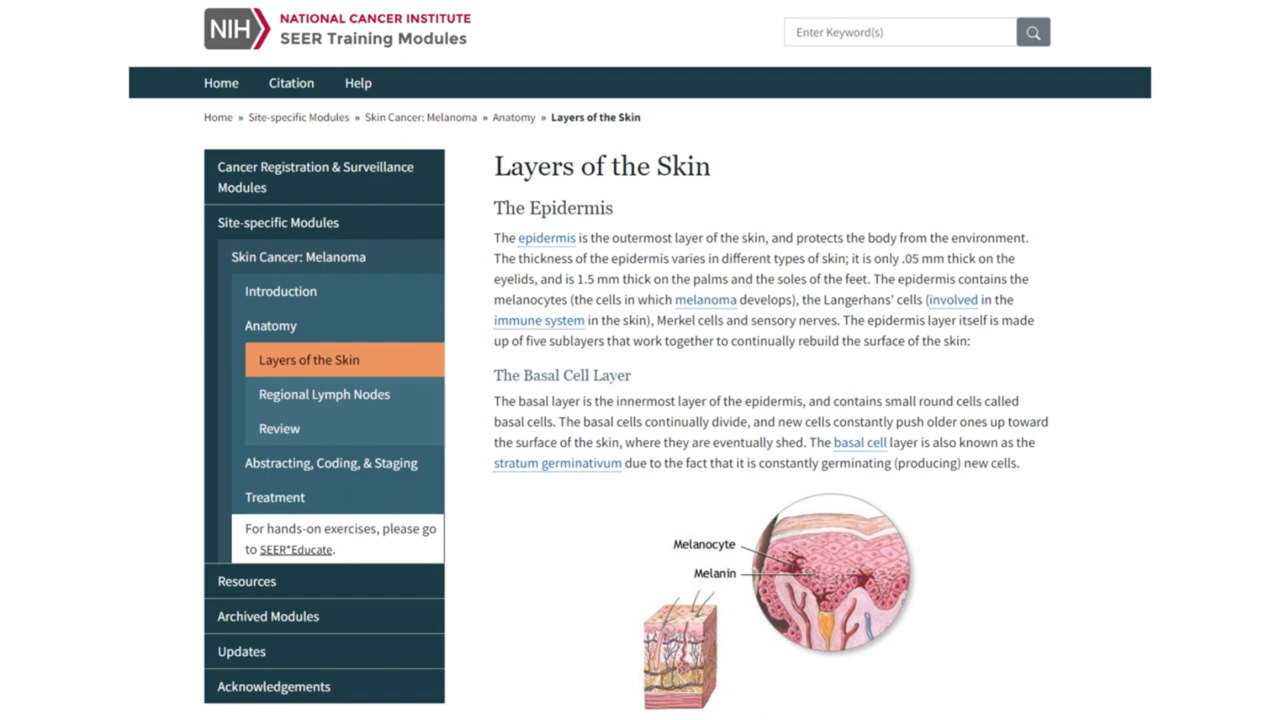 NIH
NATIONAL CANCER INSTITUTE
SEER Training Modules
Enter Keyword(s)
Home Citation Help
Home » Site-specific Modules » Skin Cancer: Melanoma » Anatomy » Layers of the Skin
Cancer Registration & Surveillance
Modules
Site-specific Modules
Skin Cancer: Melanoma
Introduction
Anatomy
Layers of the Skin
Regional Lymph Nodes
Review
Abstracting, Coding, & Staging
Treatment
For hands-on exercises, please go
to SEER*Educate.
Resources
Archived Modules
Updates
Acknowledgements
Layers of the Skin
The Epidermis
The epidermis is the outermost layer of the skin, and protects the body from the environment.
The thickness of the epidermis varies in different types of skin; it is only .05 mm thick on the
eyelids, and is 1.5 mm thick on the palms and the soles of the feet. The epidermis contains the
melanocytes (the cells in which melanoma develops), the Langerhans' cells (involved in the
immune system in the skin), Merkel cells and sensory nerves. The epidermis layer itself is made
up of five sublayers that work together to continually rebuild the surface of the skin:
The Basal Cell Layer
The basal layer is the innermost layer of the epidermis, and contains small round cells called
basal cells. The basal cells continually divide, and new cells constantly push older ones up toward
the surface of the skin, where they are eventually shed. The basal cell layer is also known as the
stratum germinativum due to the fact that it is constantly germinating (producing) new cells.
Melanocyte
Melanin